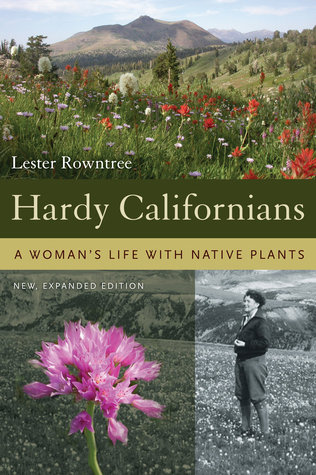 Lester Rowntree
Hardy Californians
A WOMAN'S LIFE WITH NATIVE PLANTS
NEW, EXPANDED EDITION